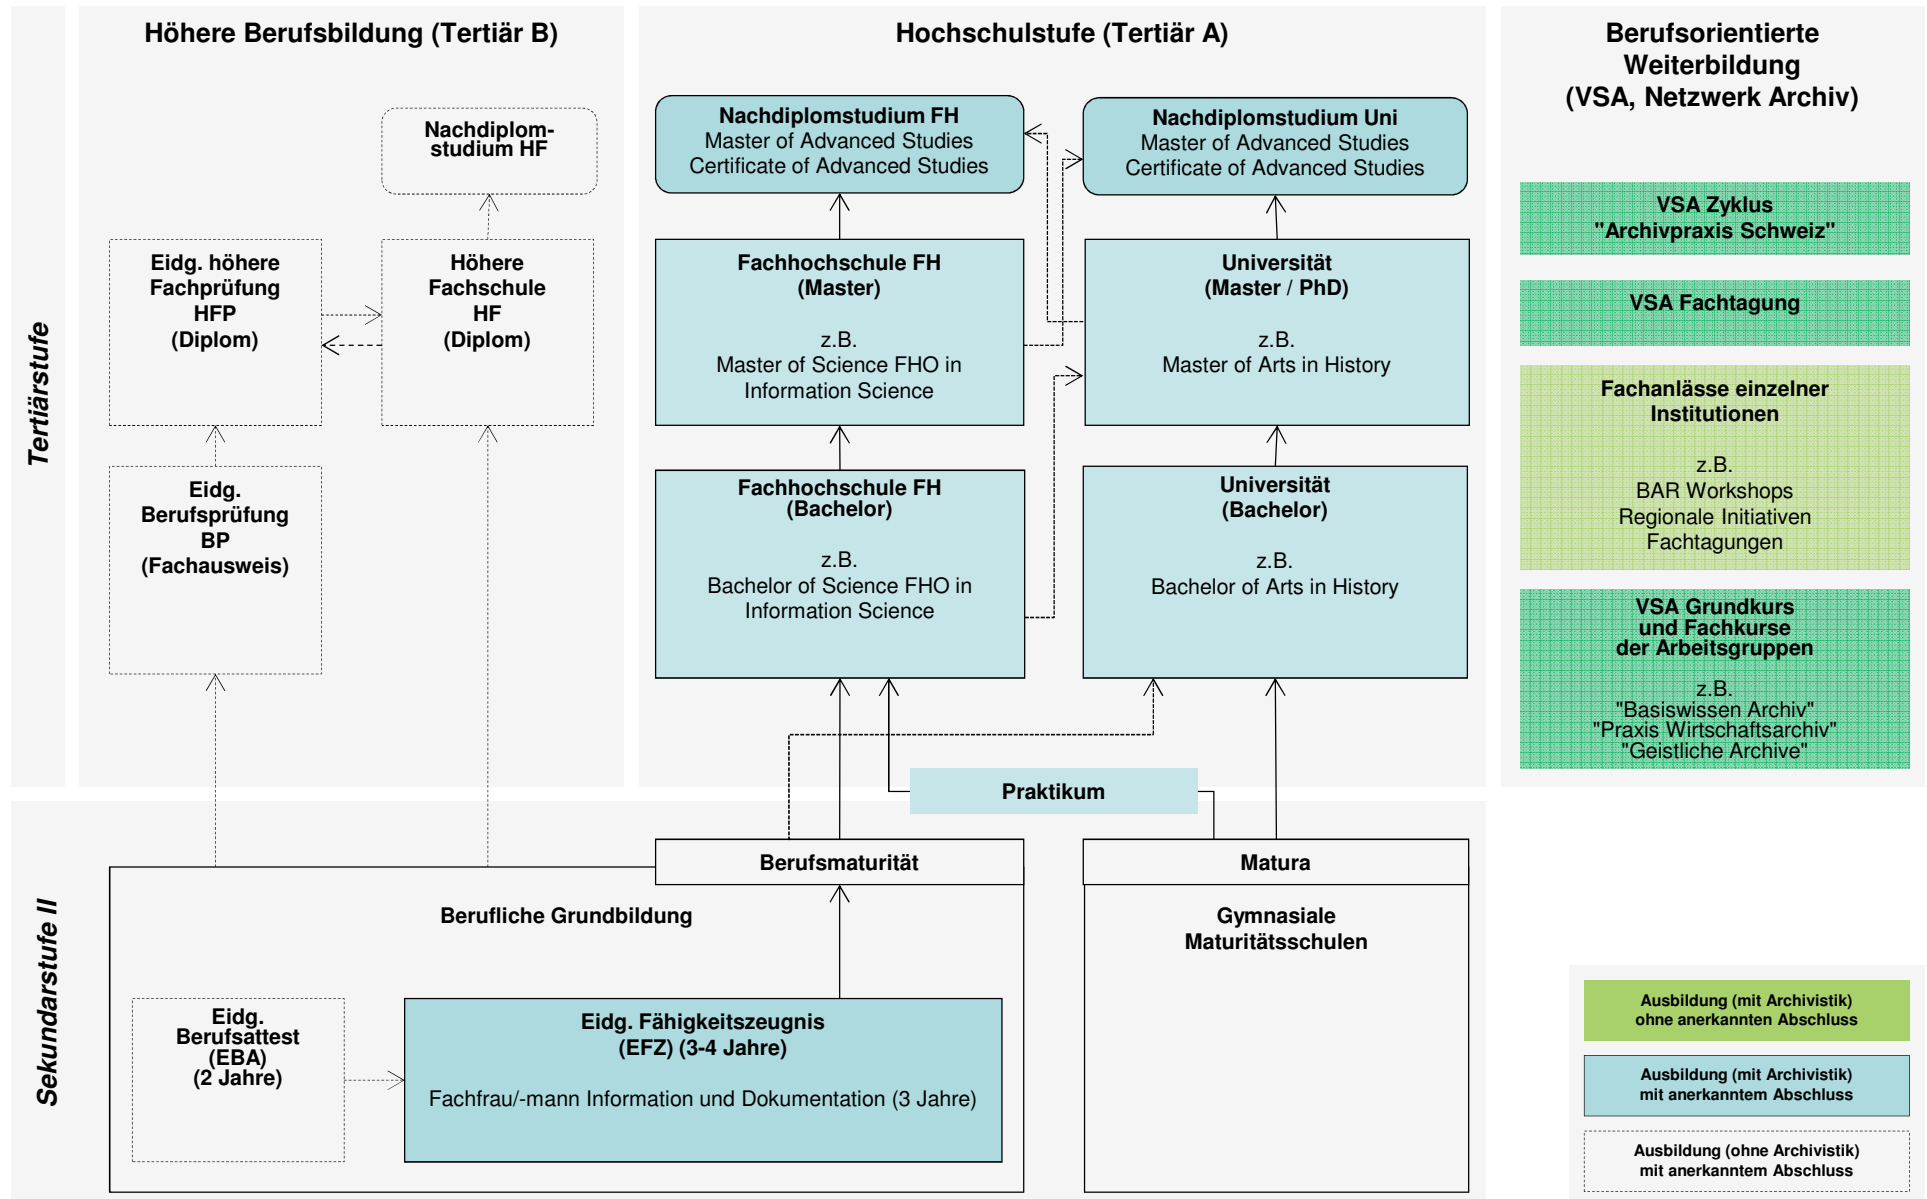 Höhere Berufsbildung (Tertiär B)
Hochschulstufe (Tertiär A)
Berufsorientierte
Weiterbildung
(VSA, Netzwerk Archiv)
Tertiärstufe
Nachdiplom-
studium HF
Eidg. höhere
Fachprüfung
HFP
(Diplom)
Höhere
Fachschule
HF
(Diplom)
Eidg.
Berufsprüfung
BP
(Fachausweis)
Nachdiplomstudium FH
Master of Advanced Studies
Certificate of Advanced Studies
Nachdiplomstudium Uni
Master of Advanced Studies
Certificate of Advanced Studies
Fachhochschule FH
(Master)
z.B.
Master of Science FHO in
Information Science
Universität
(Master / PhD)
z.B.
Master of Arts in History
Fachhochschule FH
(Bachelor)
z.B.
Bachelor of Science FHO in
Information Science
Universität
(Bachelor)
z.B.
Bachelor of Arts in History
VSA Zyklus
"Archivpraxis Schweiz"
VSA Fachtagung
Fachanlässe einzelner
Institutionen
z.B.
BAR Workshops
Regionale Initiativen
Fachtagungen
VSA Grundkurs
und Fachkurse
der Arbeitsgruppen
z.B.
"Basiswissen Archiv"
"Praxis Wirtschaftsarchiv"
"Geistliche Archive"
Praktikum
Sekundarstufe II
Berufsmaturität
Matura
Berufliche Grundbildung
Gymnasiale
Maturitätsschulen
Eidg.
Berufsattest
(EBA)
(2 Jahre)
Eidg. Fähigkeitszeugnis
(EFZ) (3-4 Jahre)
Fachfrau/-mann Information und Dokumentation (3 Jahre)
Ausbildung (mit Archivistik)
ohne anerkannten Abschluss
Ausbildung (mit Archivistik)
mit anerkanntem Abschluss
Ausbildung (ohne Archivistik)
mit anerkanntem Abschluss